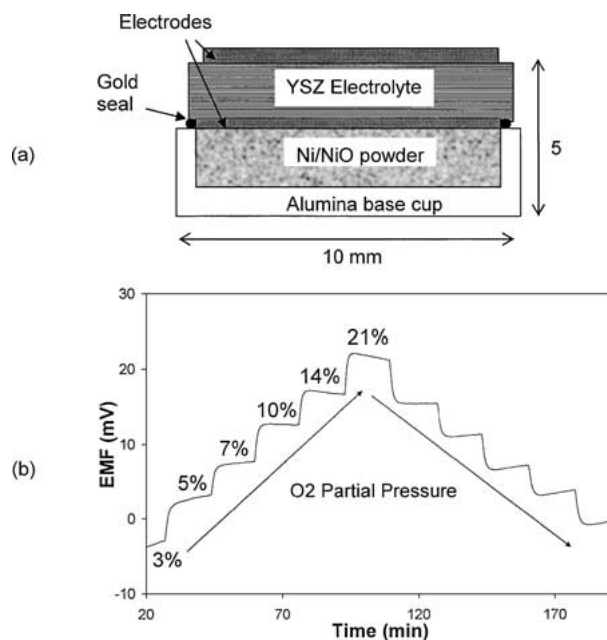 Electrodes
Gold
seal
YSZ Electrolyte
Ni/NiO powder
(a)
5
Alumina base cup
10 mm
30
21%
20
14%
10%
10
7%
EMF (mV)
(b)
5%
O2 Partial Pressure
0
3%
-10
20
70
120
170
Time (min)